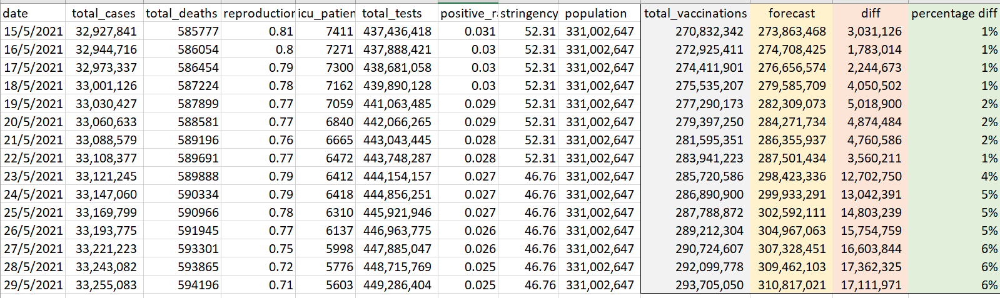 date total_cases total_deaths reproduction icu_patien total_tests positive_ra stringency population total_vaccinations forecast diff percentage diff
15/5/2021 32,927,841 585777 0.81 7411 437,436,418 0.031 52.31 331,002,647 270,832,342 273,863,468 3,031,126 1%
16/5/2021 32,944,716 586054 0.8 7271 437,888,421 0.03 52.31 331,002,647 272,925,411 274,708,425 1,783,014 1%
17/5/2021 32,973,337 586454 0.79 7300 438,681,058 0.03 52.31 331,002,647 274,411,901 276,656,574 2,244,673 1%
18/5/2021 33,001,126 587224 0.78 7162 439,890,128 0.03 52.31 331,002,647 275,535,207 279,585,709 4,050,502 1%
19/5/2021 33,030,427 587899 0.77 7059 441,063,485 0.029 52.31 331,002,647 277,290,173 282,309,073 5,018,900 2%
20/5/2021 33,060,633 588581 0.77 6840 442,066,265 0.029 52.31 331,002,647 279,397,250 284,271,734 4,874,484 2%
21/5/2021 33,088,579 589196 0.76 6665 443,043,445 0.028 52.31 331,002,647 281,595,351 286,355,937 4,760,586 2%
22/5/2021 33,108,377 589691 0.77 6472 443,748,287 0.028 52.31 331,002,647 283,941,223 287,501,434 3,560,211 1%
23/5/2021 33,121,245 589888 0.79 6412 444,154,157 0.027 46.76 331,002,647 285,720,586 298,423,336 12,702,750 4%
24/5/2021 33,147,060 590334 0.79 6418 444,856,251 0.027 46.76 331,002,647 286,890,900 299,933,291 13,042,391 5%
25/5/2021 33,169,799 590966 0.78 6310 445,921,946 0.027 46.76 331,002,647 287,788,872 302,592,111 14,803,239 5%
26/5/2021 33,193,775 591945 0.77 6137 446,963,775 0.026 46.76 331,002,647 289,212,304 304,967,063 15,754,759 5%
27/5/2021 33,221,223 593301 0.75 5998 447,885,047 0.026 46.76 331,002,647 290,724,607 307,328,451 16,603,844 6%
28/5/2021 33,243,082 593865 0.72 5776 448,715,769 0.025 46.76 331,002,647 292,099,778 309,462,103 17,362,325 6%
29/5/2021 33,255,083 594196 0.71 5603 449,286,404 0.025 46.76 331,002,647 293,705,050 310,817,021 17,111,971 6%